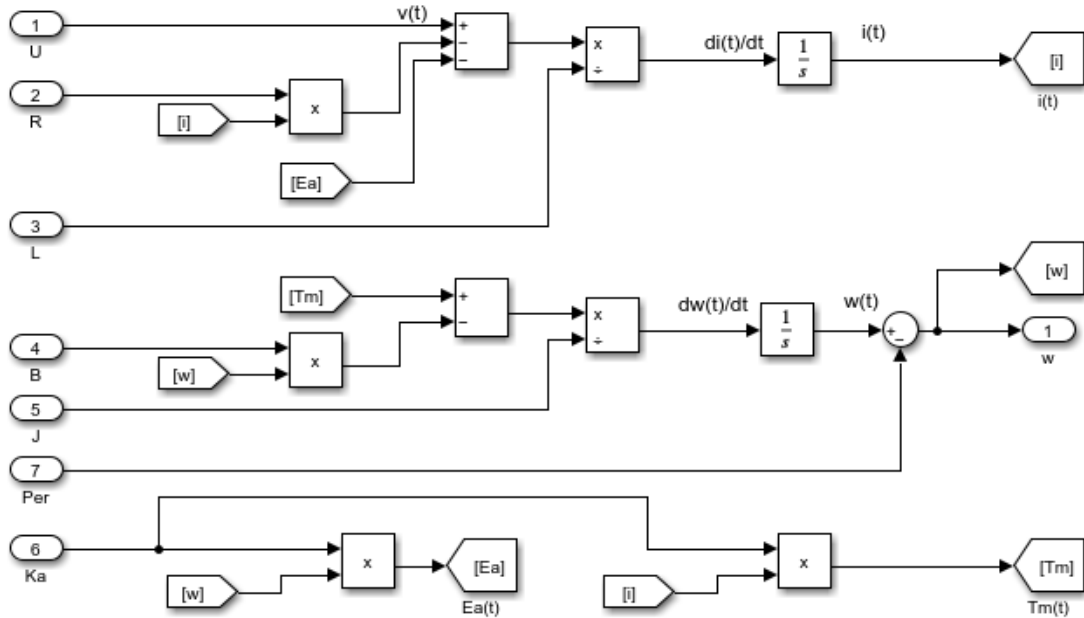 1
U
v(t)
+
−
−
x
÷
di(t)/dt
1
s
i(t)
[i]
i(t)
2
R
[i]
x
[Ea]
3
L
[Tm]
+
−
x
÷
dw(t)/dt
1
s
w(t)
+
−
[w]
1
w
4
B
[w]
x
5
J
7
Per
6
Ka
[w]
x
[Ea]
Ea(t)
[i]
x
[Tm]
Tm(t)